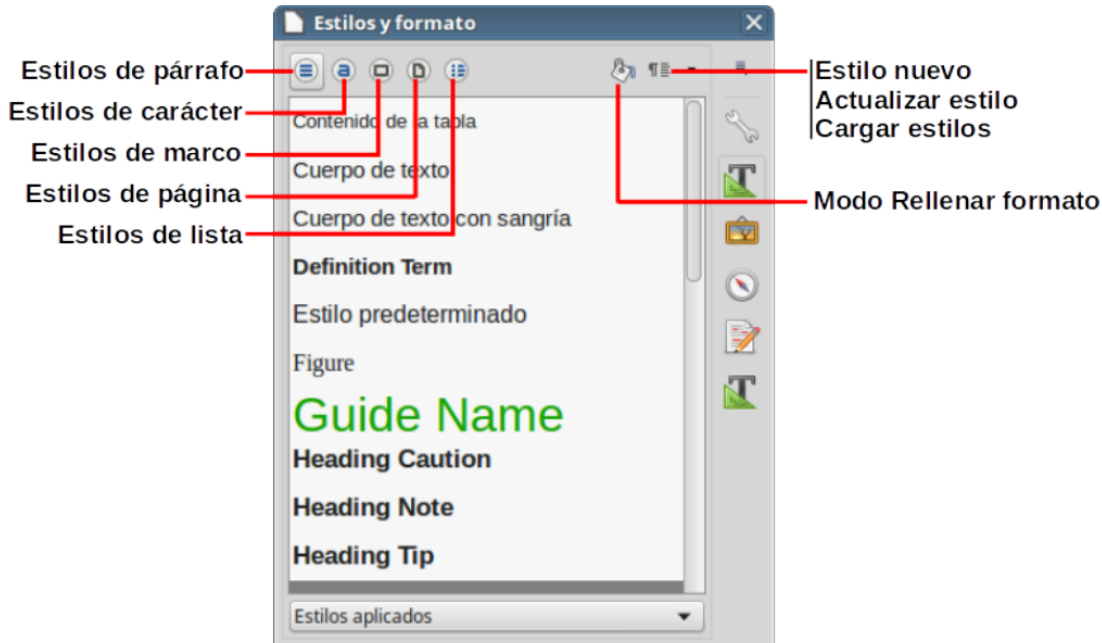 Estilos y formato
Estilos de párrafo
Estilos de carácter
Estilos de marco
Estilos de página
Estilos de lista
Contenido de la tabla
Cuerpo de texto
Cuerpo de texto con sangría
Definition Term
Estilo predeterminado
Figure
Guide Name
Heading Caution
Heading Note
Heading Tip
Estilos aplicados
Estilo nuevo
Actualizar estilo
Cargar estilos
Modo Rellenar formato